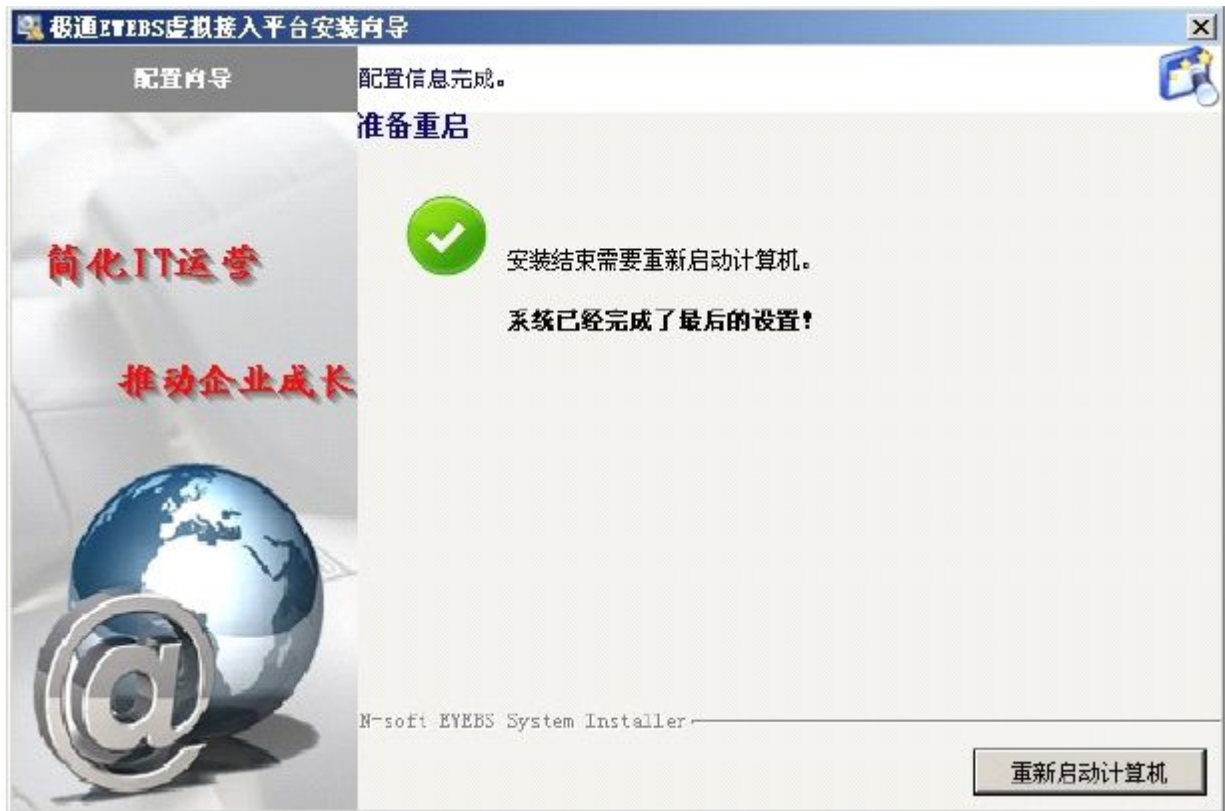 极通EWEBS虚拟接入平台安装向导
配置向导
配置信息完成。
准备重启
简化IT运营
推动企业成长
安装结束需要重新启动计算机。
系统已经完成了最后的设置!
N-soft EWEBS System Installer
重新启动计算机